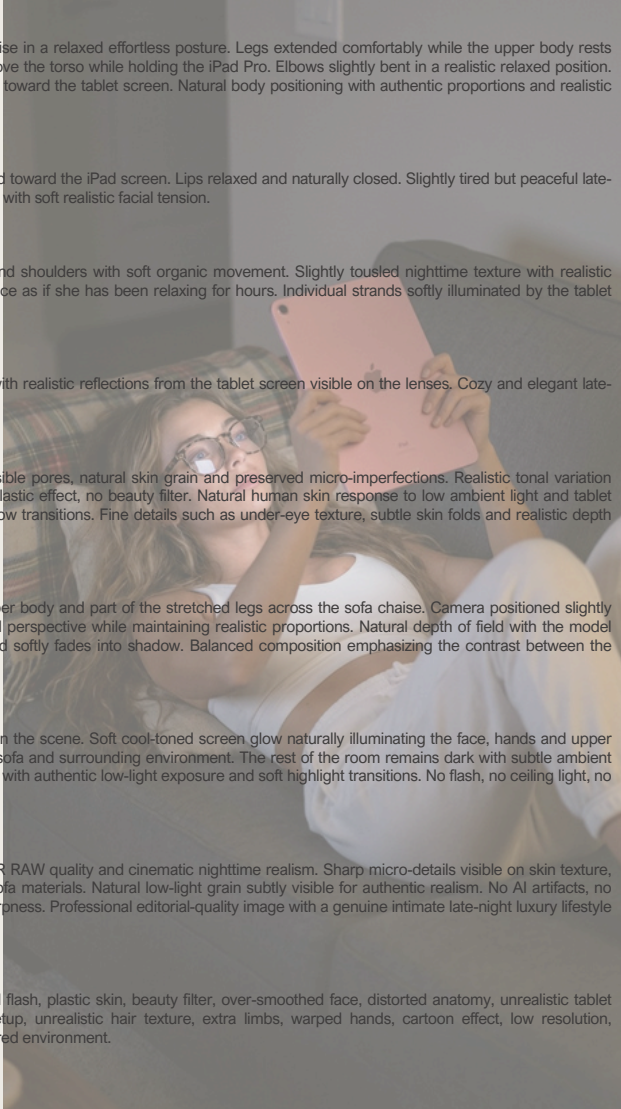 ise in a relaxed effortless posture. Legs extended comfortably while the upper body rests
ove the torso while holding the iPad Pro. Elbows slightly bent in a realistic relaxed position.
toward the tablet screen. Natural body positioning with authentic proportions and realistic
d toward the iPad screen. Lips relaxed and naturally closed. Slightly tired but peaceful late-
with soft realistic facial tension.
nd shoulders with soft organic movement. Slightly tousled nighttime texture with realistic
ce as if she has been relaxing for hours. Individual strands softly illuminated by the tablet
with realistic reflections from the tablet screen visible on the lenses. Cozy and elegant late-
sible pores, natural skin grain and preserved micro-imperfections. Realistic tonal variation
lastic effect, no beauty filter. Natural human skin response to low ambient light and tablet
ow transitions. Fine details such as under-eye texture, subtle skin folds and realistic depth
er body and part of the stretched legs across the sofa chaise. Camera positioned slightly
l perspective while maintaining realistic proportions. Natural depth of field with the model
d softly fades into shadow. Balanced composition emphasizing the contrast between the
n the scene. Soft cool-toned screen glow naturally illuminating the face, hands and upper
sofa and surrounding environment. The rest of the room remains dark with subtle ambient
with authentic low-light exposure and soft highlight transitions. No flash, no ceiling light, no
R RAW quality and cinematic nighttime realism. Sharp micro-details visible on skin texture,
ofa materials. Natural low-light grain subtly visible for authentic realism. No AI artifacts, no
rpness. Professional editorial-quality image with a genuine intimate late-night luxury lifestyle
l flash, plastic skin, beauty filter, over-smoothed face, distorted anatomy, unrealistic tablet
etup, unrealistic hair texture, extra limbs, warped hands, cartoon effect, low resolution,
red environment.